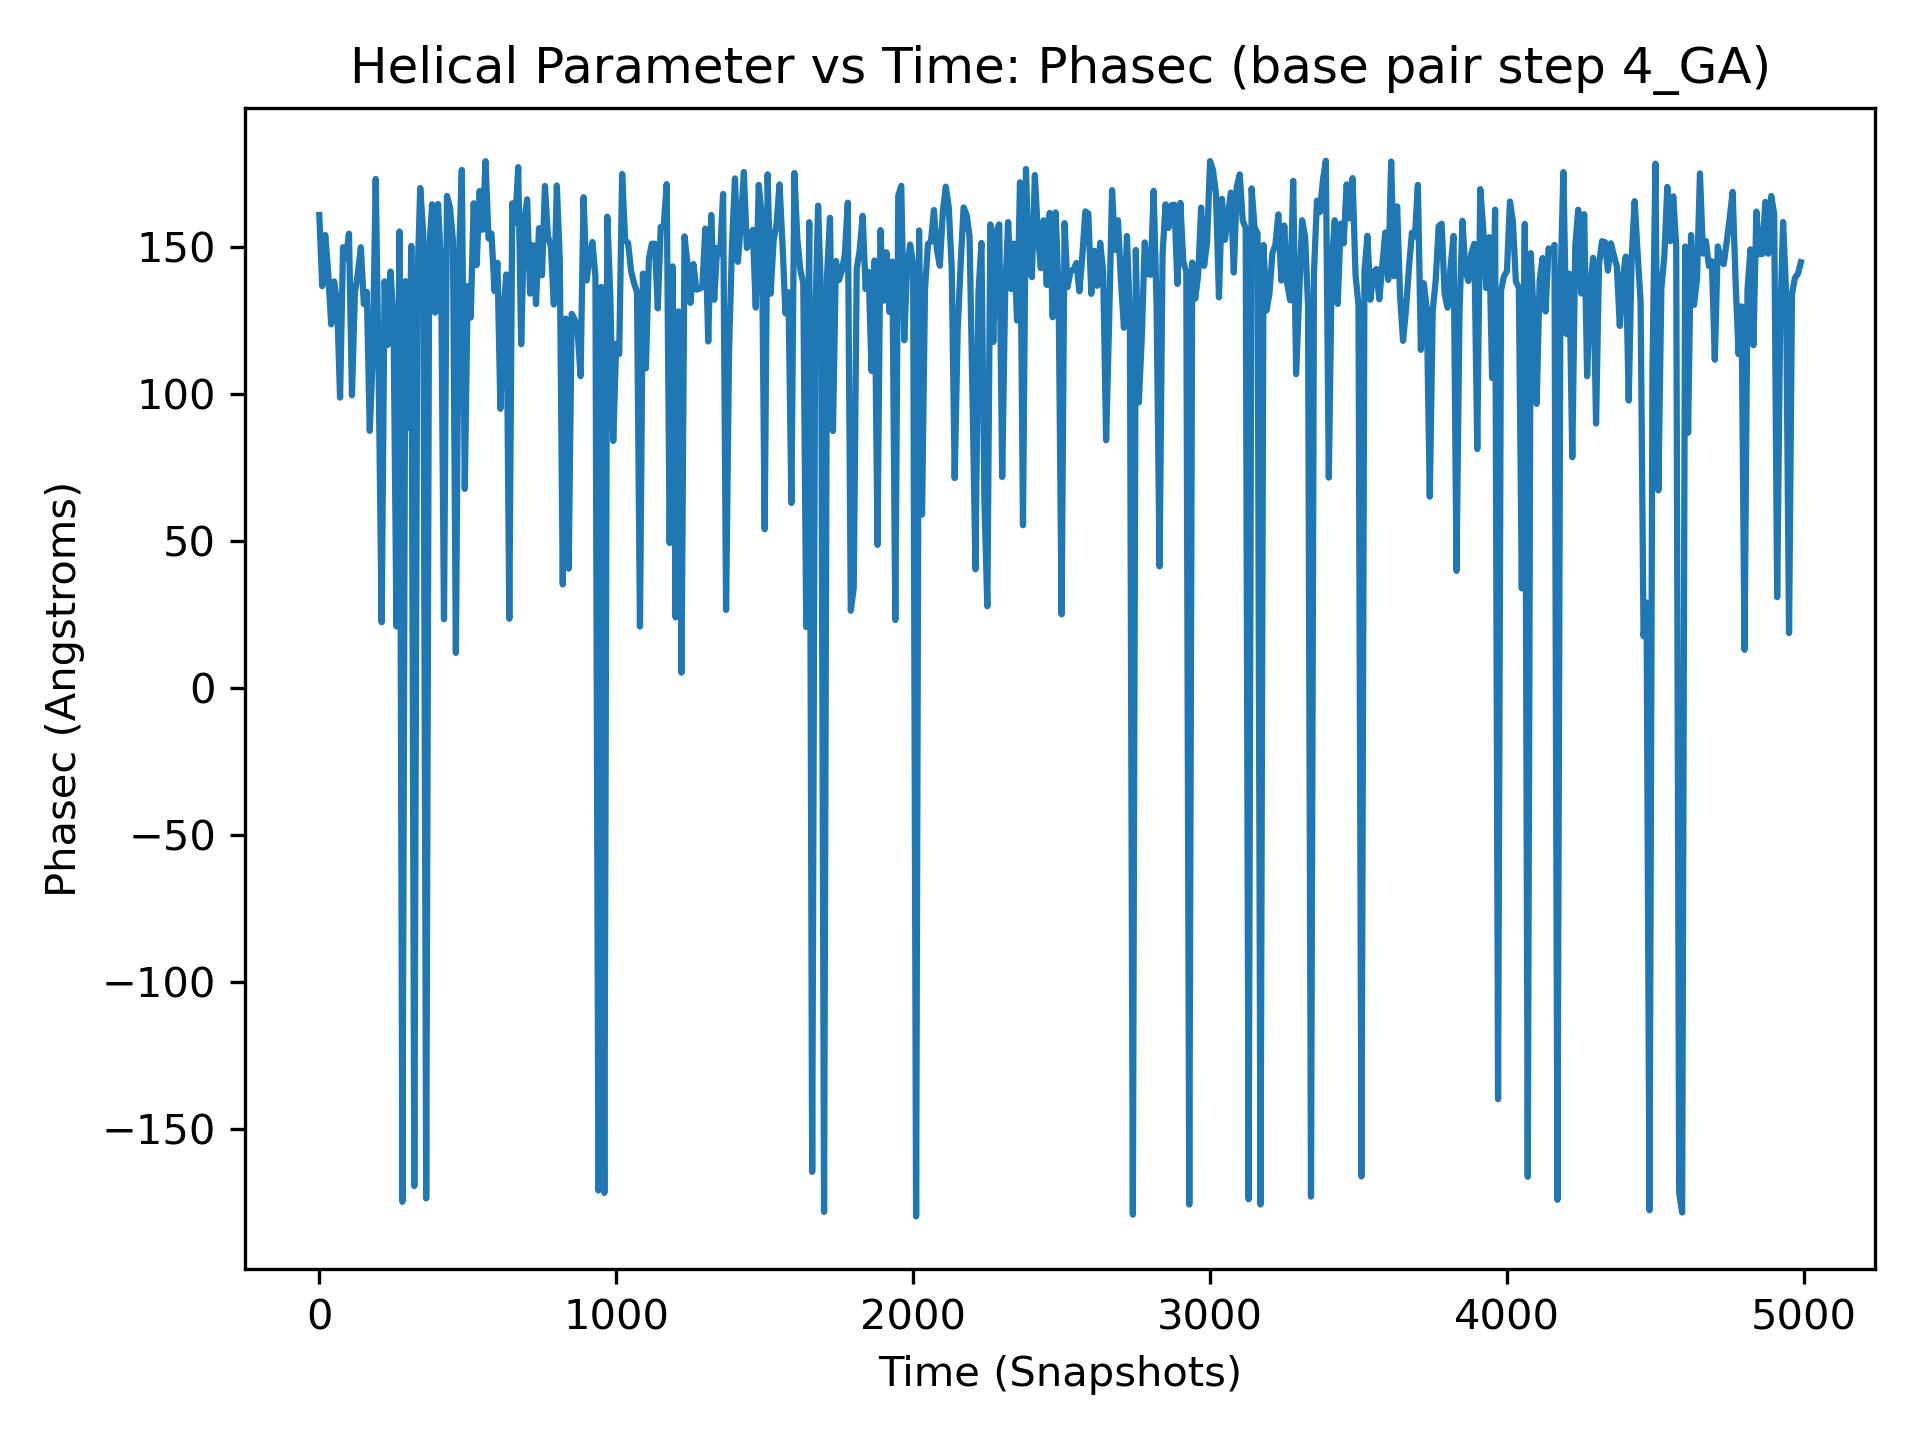 Helical Parameter vs Time: Phasec (base pair step 4_GA)
Phasec (Angstroms)
150
100
50
0
−50
−100
−150
0 1000 2000 3000 4000 5000
Time (Snapshots)